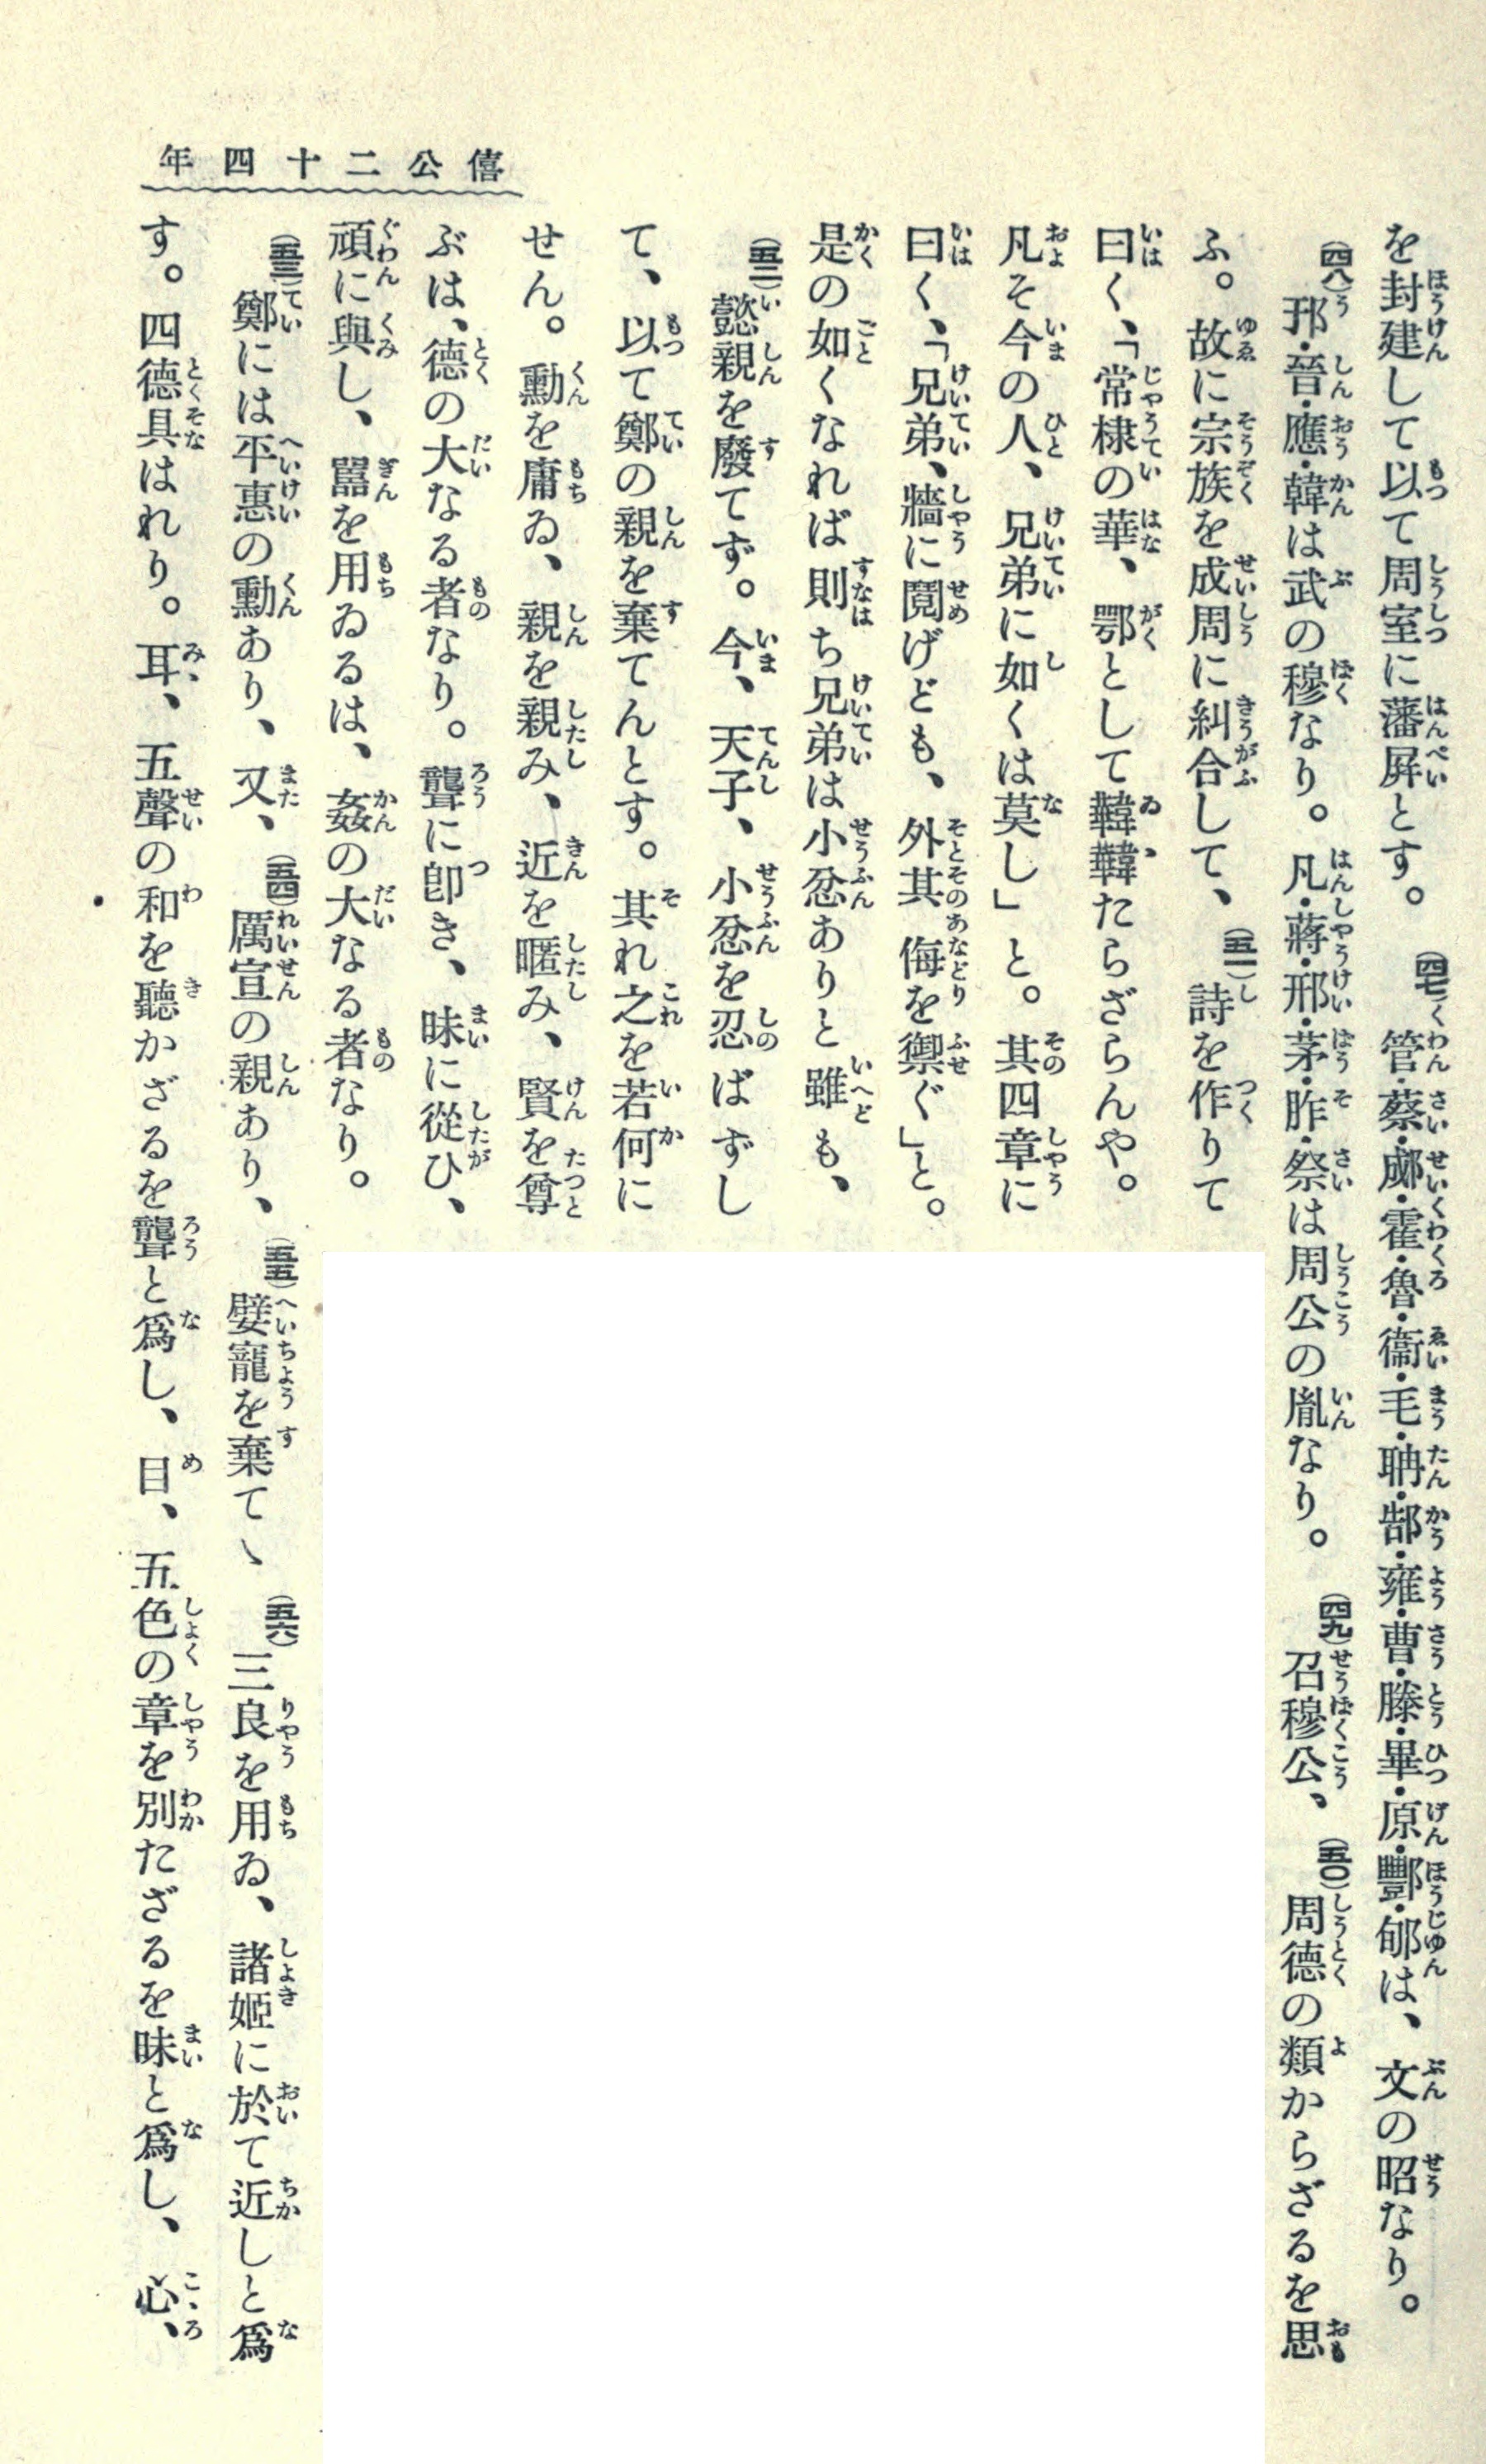 僖公二十四年
を封建して以て周室に藩屏とす。(四七)管・蔡・郕・霍・魯・衞・毛・聃・郜・雍・曹・滕・畢・原・酆・郇は、文の昭なり。
(四八)邘・晉・應・韓は武の穆なり。凡・蔣・邢・茅・胙・祭は周公の胤なり。(四九)召穆公、(五〇)周德の類からざるを思
ふ。故に宗族を成周に糾合して、(五一)詩を作りて
曰く、「常棣の華、鄂として韡韡たらざらんや。
凡そ今の人、兄弟に如くは莫し」と。其四章に
曰く、「兄弟、牆に鬩げども、外其侮を禦ぐ」と。
是の如くなれば則ち兄弟は小忿ありと雖も、
(五二)懿親を廢てず。今、天子、小忿を忍ばずし
て、以て鄭の親を棄てんとす。其れ之を若何に
せん。勳を庸ゐ、親を親み、近を暱み、賢を尊
ぶは、德の大なる者なり。聾に卽き、昧に從ひ、
頑に與し、嚚を用ゐるは、姦の大なる者なり。
(五三)鄭には平惠の勳あり、又、(五四)厲宣の親あり、(五五)嬖寵を棄てゝ(五六)三良を用ゐ、諸姬に於て近しと爲
す。四德具はれり。耳、五聲の和を聽かざるを聾と爲し、目、五色の章を別たざるを昧と爲し、心、